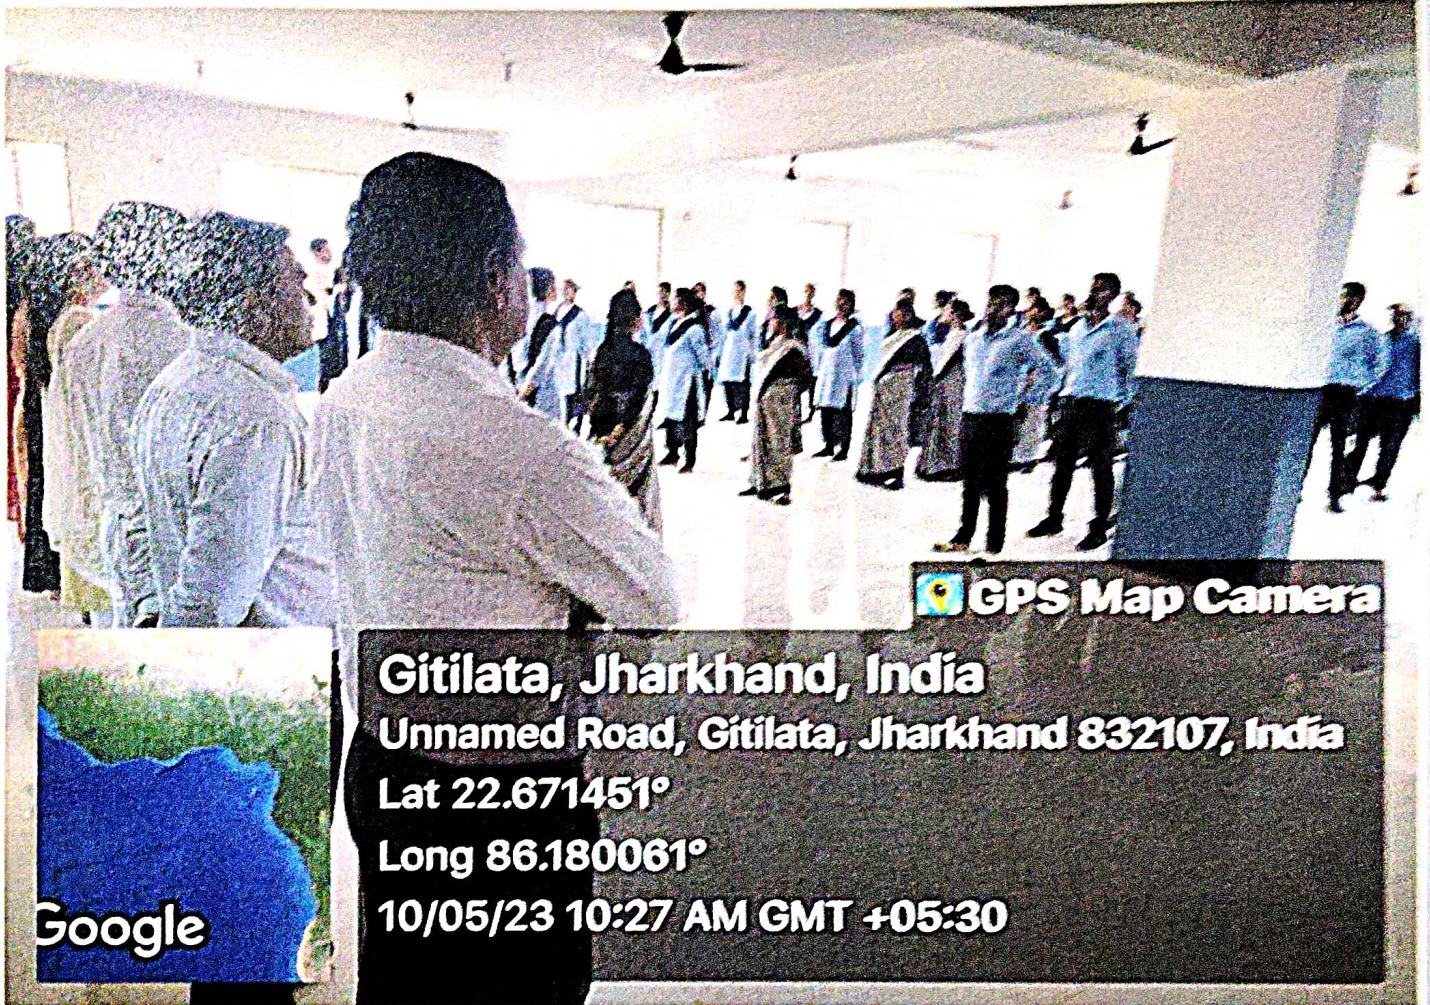 GPS Map Camera
Gitilata, Jharkhand, India
Unnamed Road, Gitilata, Jharkhand 832107, India
Lat 22.671451°
Long 86.180061°
10/05/23 10:27 AM GMT +05:30
Google